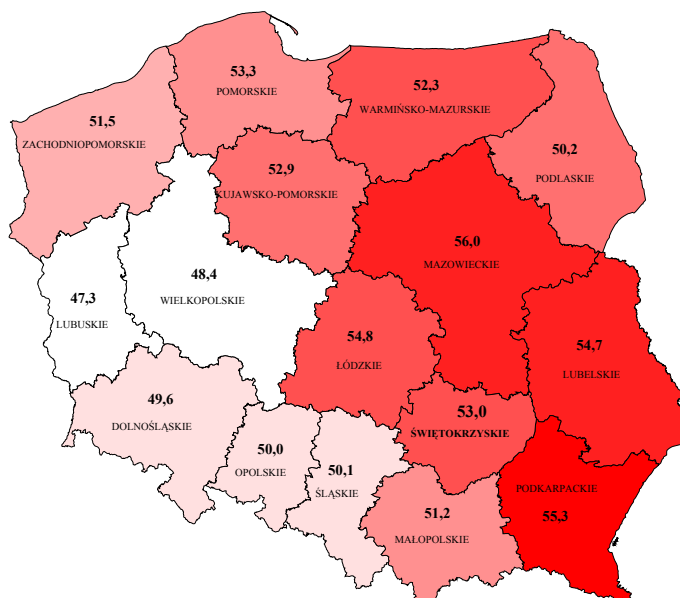 53,3
POMORSKIE
52,3
WARMIŃSKO-MAZURSKIE
51,5
ZACHODNIOPOMORSKIE
50,2
PODLASKIE
52,9
KUJAWSKO-POMORSKIE
56,0
MAZOWIECKIE
48,4
WIELKOPOLSKIE
47,3
LUBUSKIE
54,8
ŁÓDZKIE
54,7
LUBELSKIE
49,6
DOLNOŚLĄSKIE
53,0
ŚWIĘTOKRZYSKIE
50,0
OPOLSKIE
50,1
ŚLĄSKIE
PODKARPACKIE
55,3
51,2
MAŁOPOLSKIE